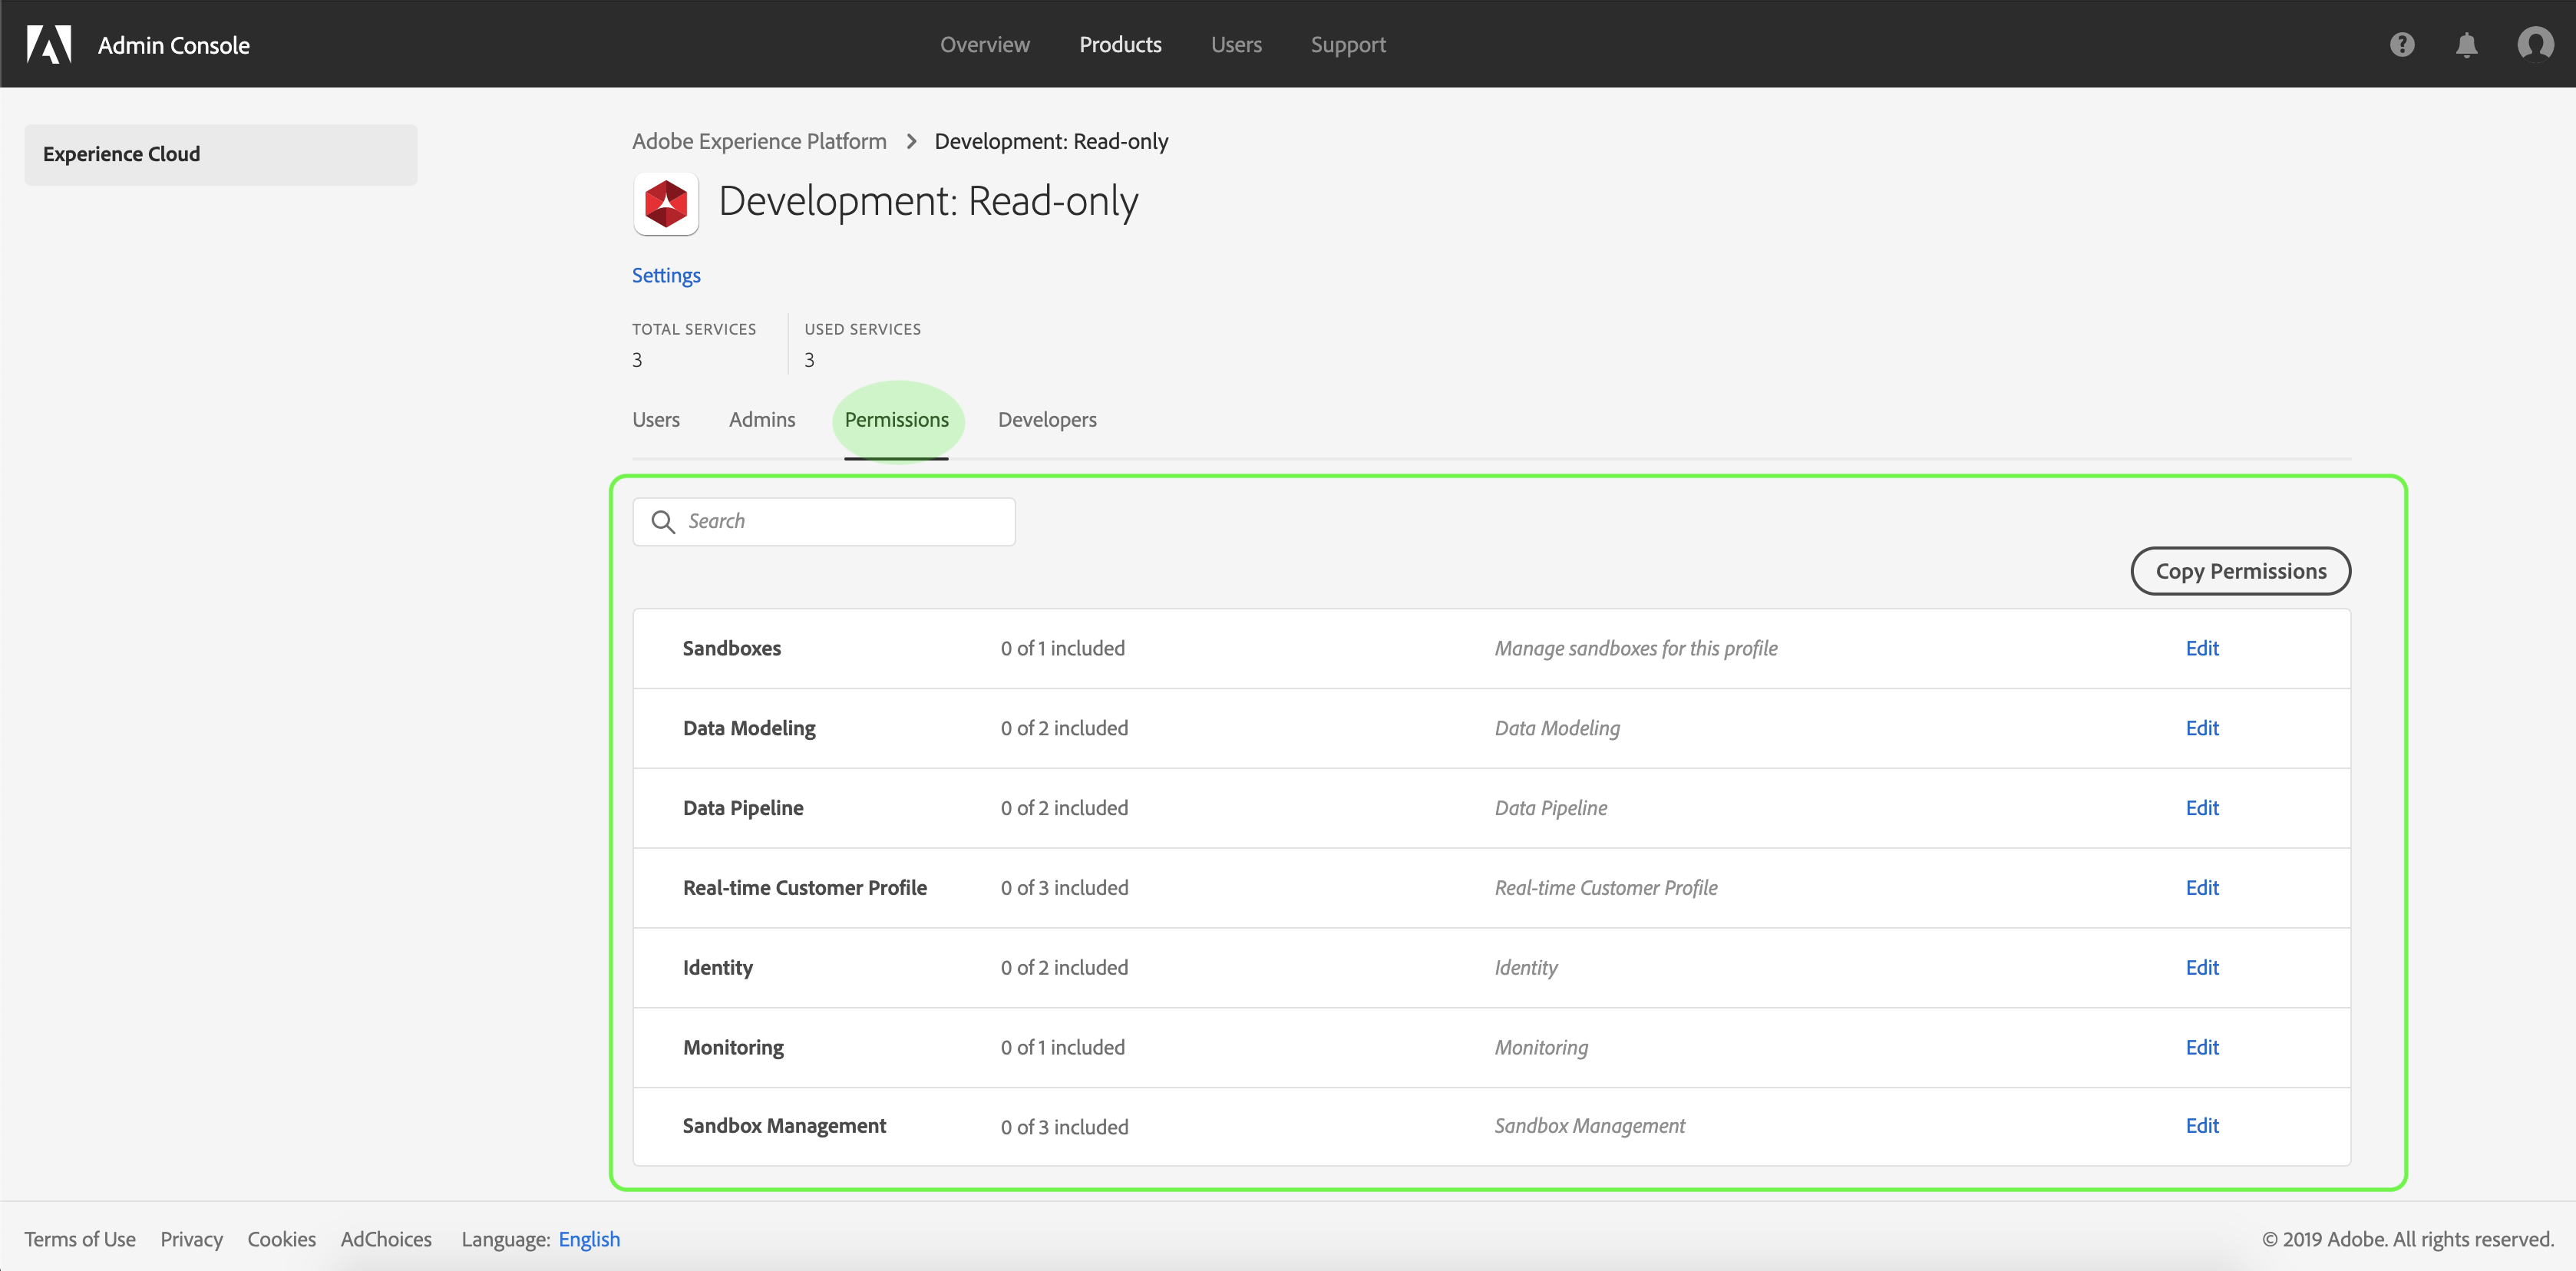 Admin Console
Overview Products Users Support
Experience Cloud
Adobe Experience Platform > Development: Read-only
Development: Read-only
Settings
TOTAL SERVICES USED SERVICES
3 3
Users Admins Permissions Developers
Search
Copy Permissions
Sandboxes 0 of 1 included Manage sandboxes for this profile Edit
Data Modeling 0 of 2 included Data Modeling Edit
Data Pipeline 0 of 2 included Data Pipeline Edit
Real-time Customer Profile 0 of 3 included Real-time Customer Profile Edit
Identity 0 of 2 included Identity Edit
Monitoring 0 of 1 included Monitoring Edit
Sandbox Management 0 of 3 included Sandbox Management Edit
Terms of Use Privacy Cookies AdChoices Language: English © 2019 Adobe. All rights reserved.